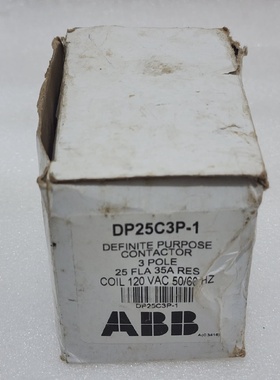 DP25C3P-1
DEFINITE PURPOSE
CONTACTOR
3 POLE
25 FLA 35A RES
COIL 120 VAC 50/60 HZ
DP25C3P-1
ABB